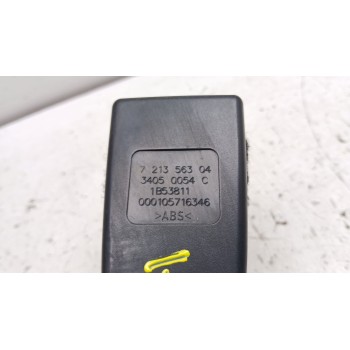 7 213 563 04
3405 0054 C
1B53811
000105716346
>ABS<